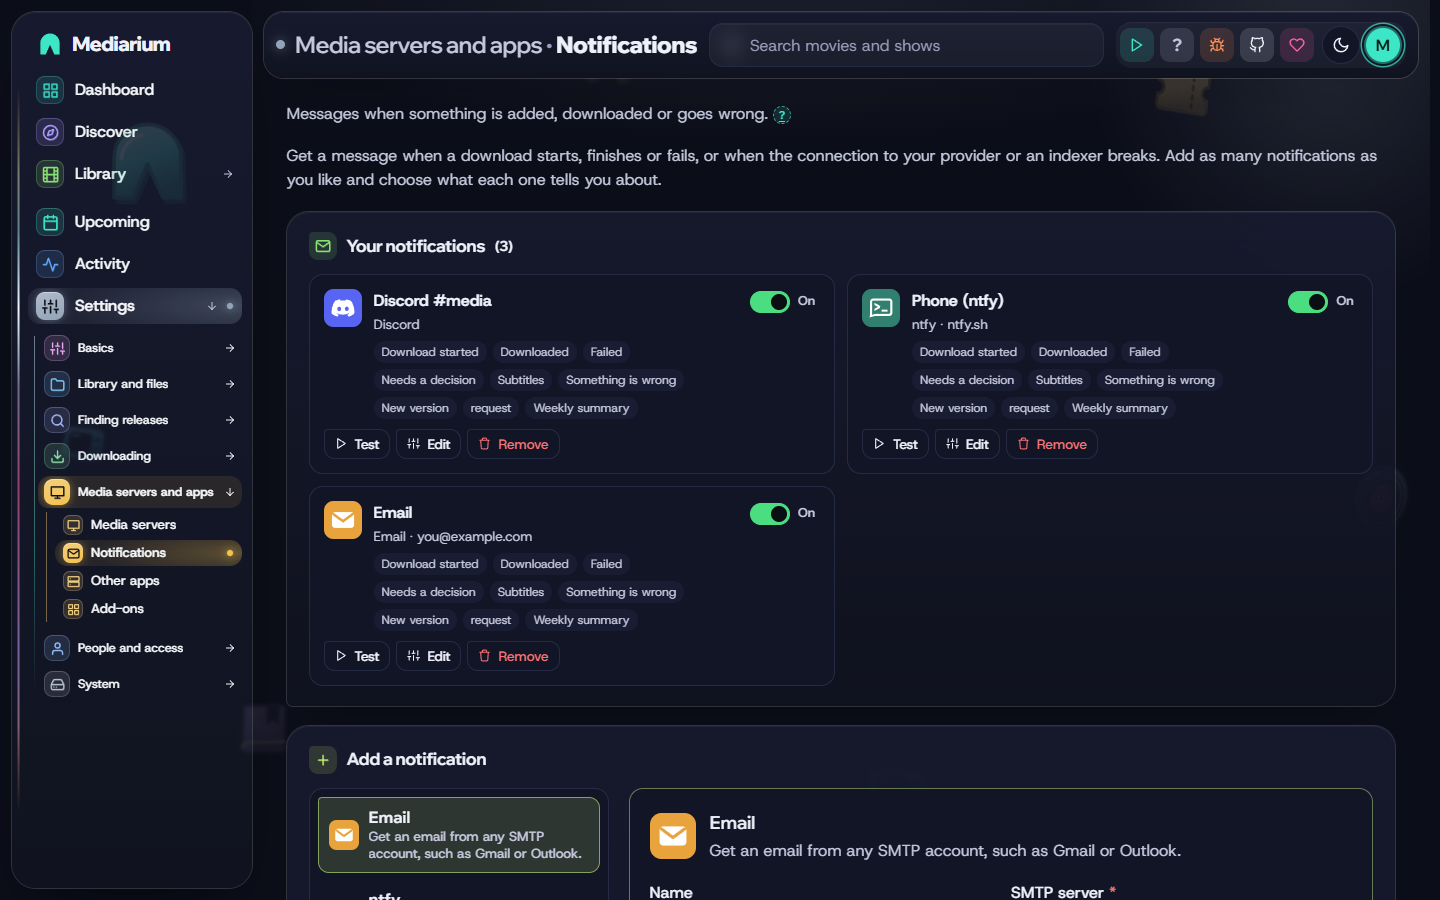 Mediarium
Dashboard
Discover
Library
Upcoming
Activity
Settings
Basics
Library and files
Finding releases
Downloading
Media servers and apps
Media servers
Notifications
Other apps
Add-ons
People and access
System
Media servers and apps · Notifications
Search movies and shows
?
M
Messages when something is added, downloaded or goes wrong. ?
Get a message when a download starts, finishes or fails, or when the connection to your provider or an indexer breaks. Add as many notifications as
you like and choose what each one tells you about.
Your notifications (3)
Discord #media
On
Discord
Download started Downloaded Failed
Needs a decision Subtitles Something is wrong
New version request Weekly summary
Test Edit Remove
Phone (ntfy)
On
ntfy · ntfy.sh
Download started Downloaded Failed
Needs a decision Subtitles Something is wrong
New version request Weekly summary
Test Edit Remove
Email
On
Email · you@example.com
Download started Downloaded Failed
Needs a decision Subtitles Something is wrong
New version request Weekly summary
Test Edit Remove
Add a notification
Email
Get an email from any SMTP
account, such as Gmail or Outlook.
ntfy
Email
Get an email from any SMTP account, such as Gmail or Outlook.
Name
SMTP server *